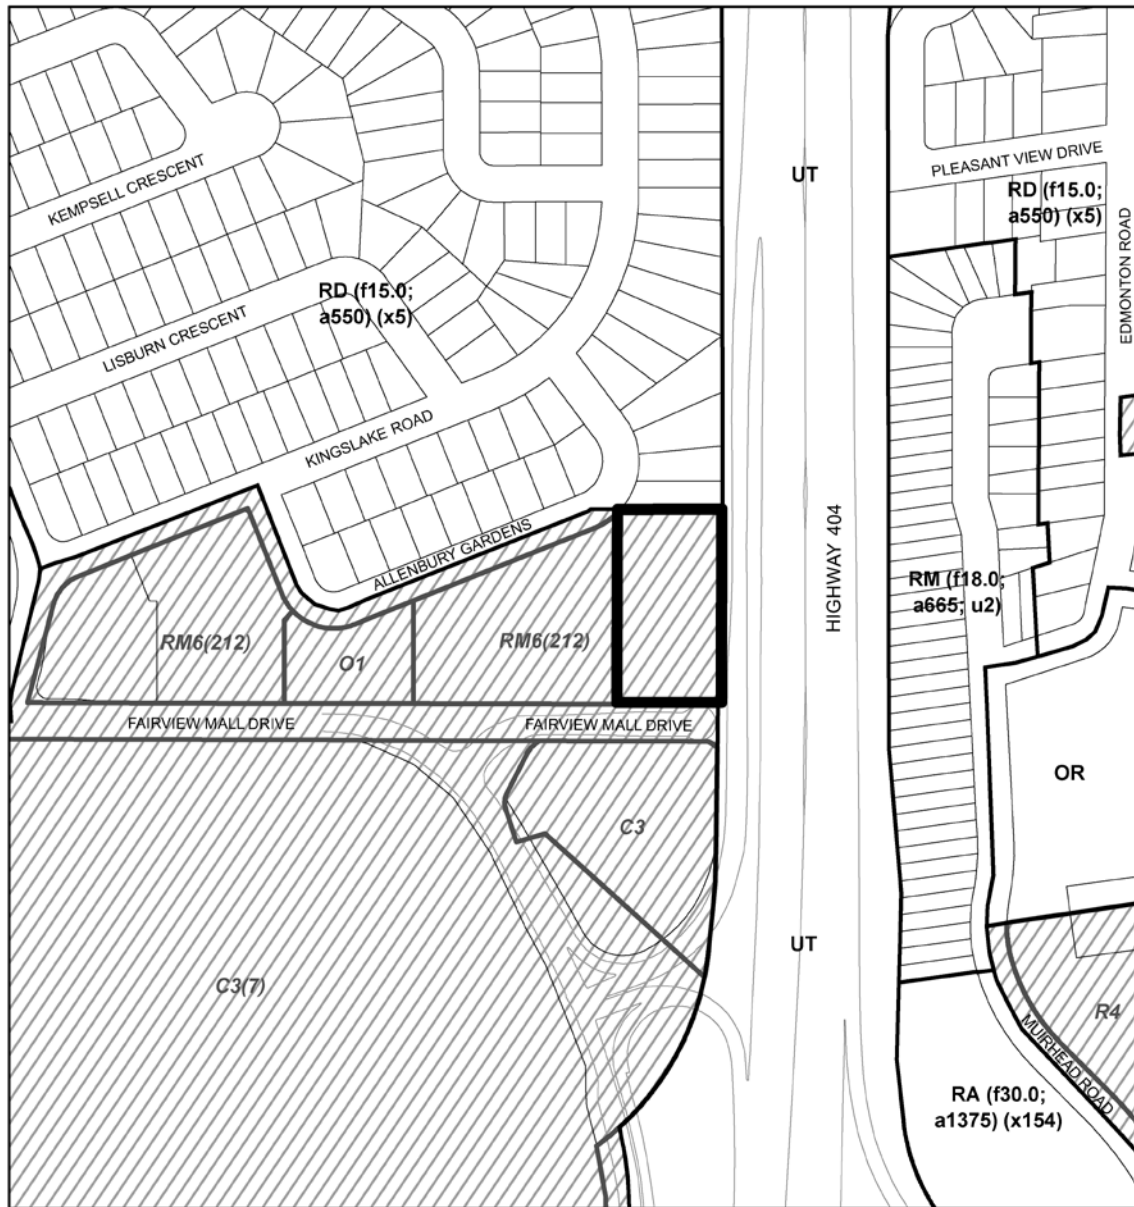 UT
PLEASANT VIEW DRIVE
RD (f15.0;
a550) (x5)
KEMPSELL CRESCENT
EDMONTON ROAD
RD (f15.0;
a550) (x5)
LISBURN CRESCENT
KINGSLAKE ROAD
ALLENBURY GARDENS
HIGHWAY 404
RM (f18.0;
a665; u2)
RM6(212)
O1
RM6(212)
FAIRVIEW MALL DRIVE
FAIRVIEW MALL DRIVE
OR
C3
UT
C3(7)
R4
MUIRHEAD ROAD
RA (f30.0;
a1375) (x154)